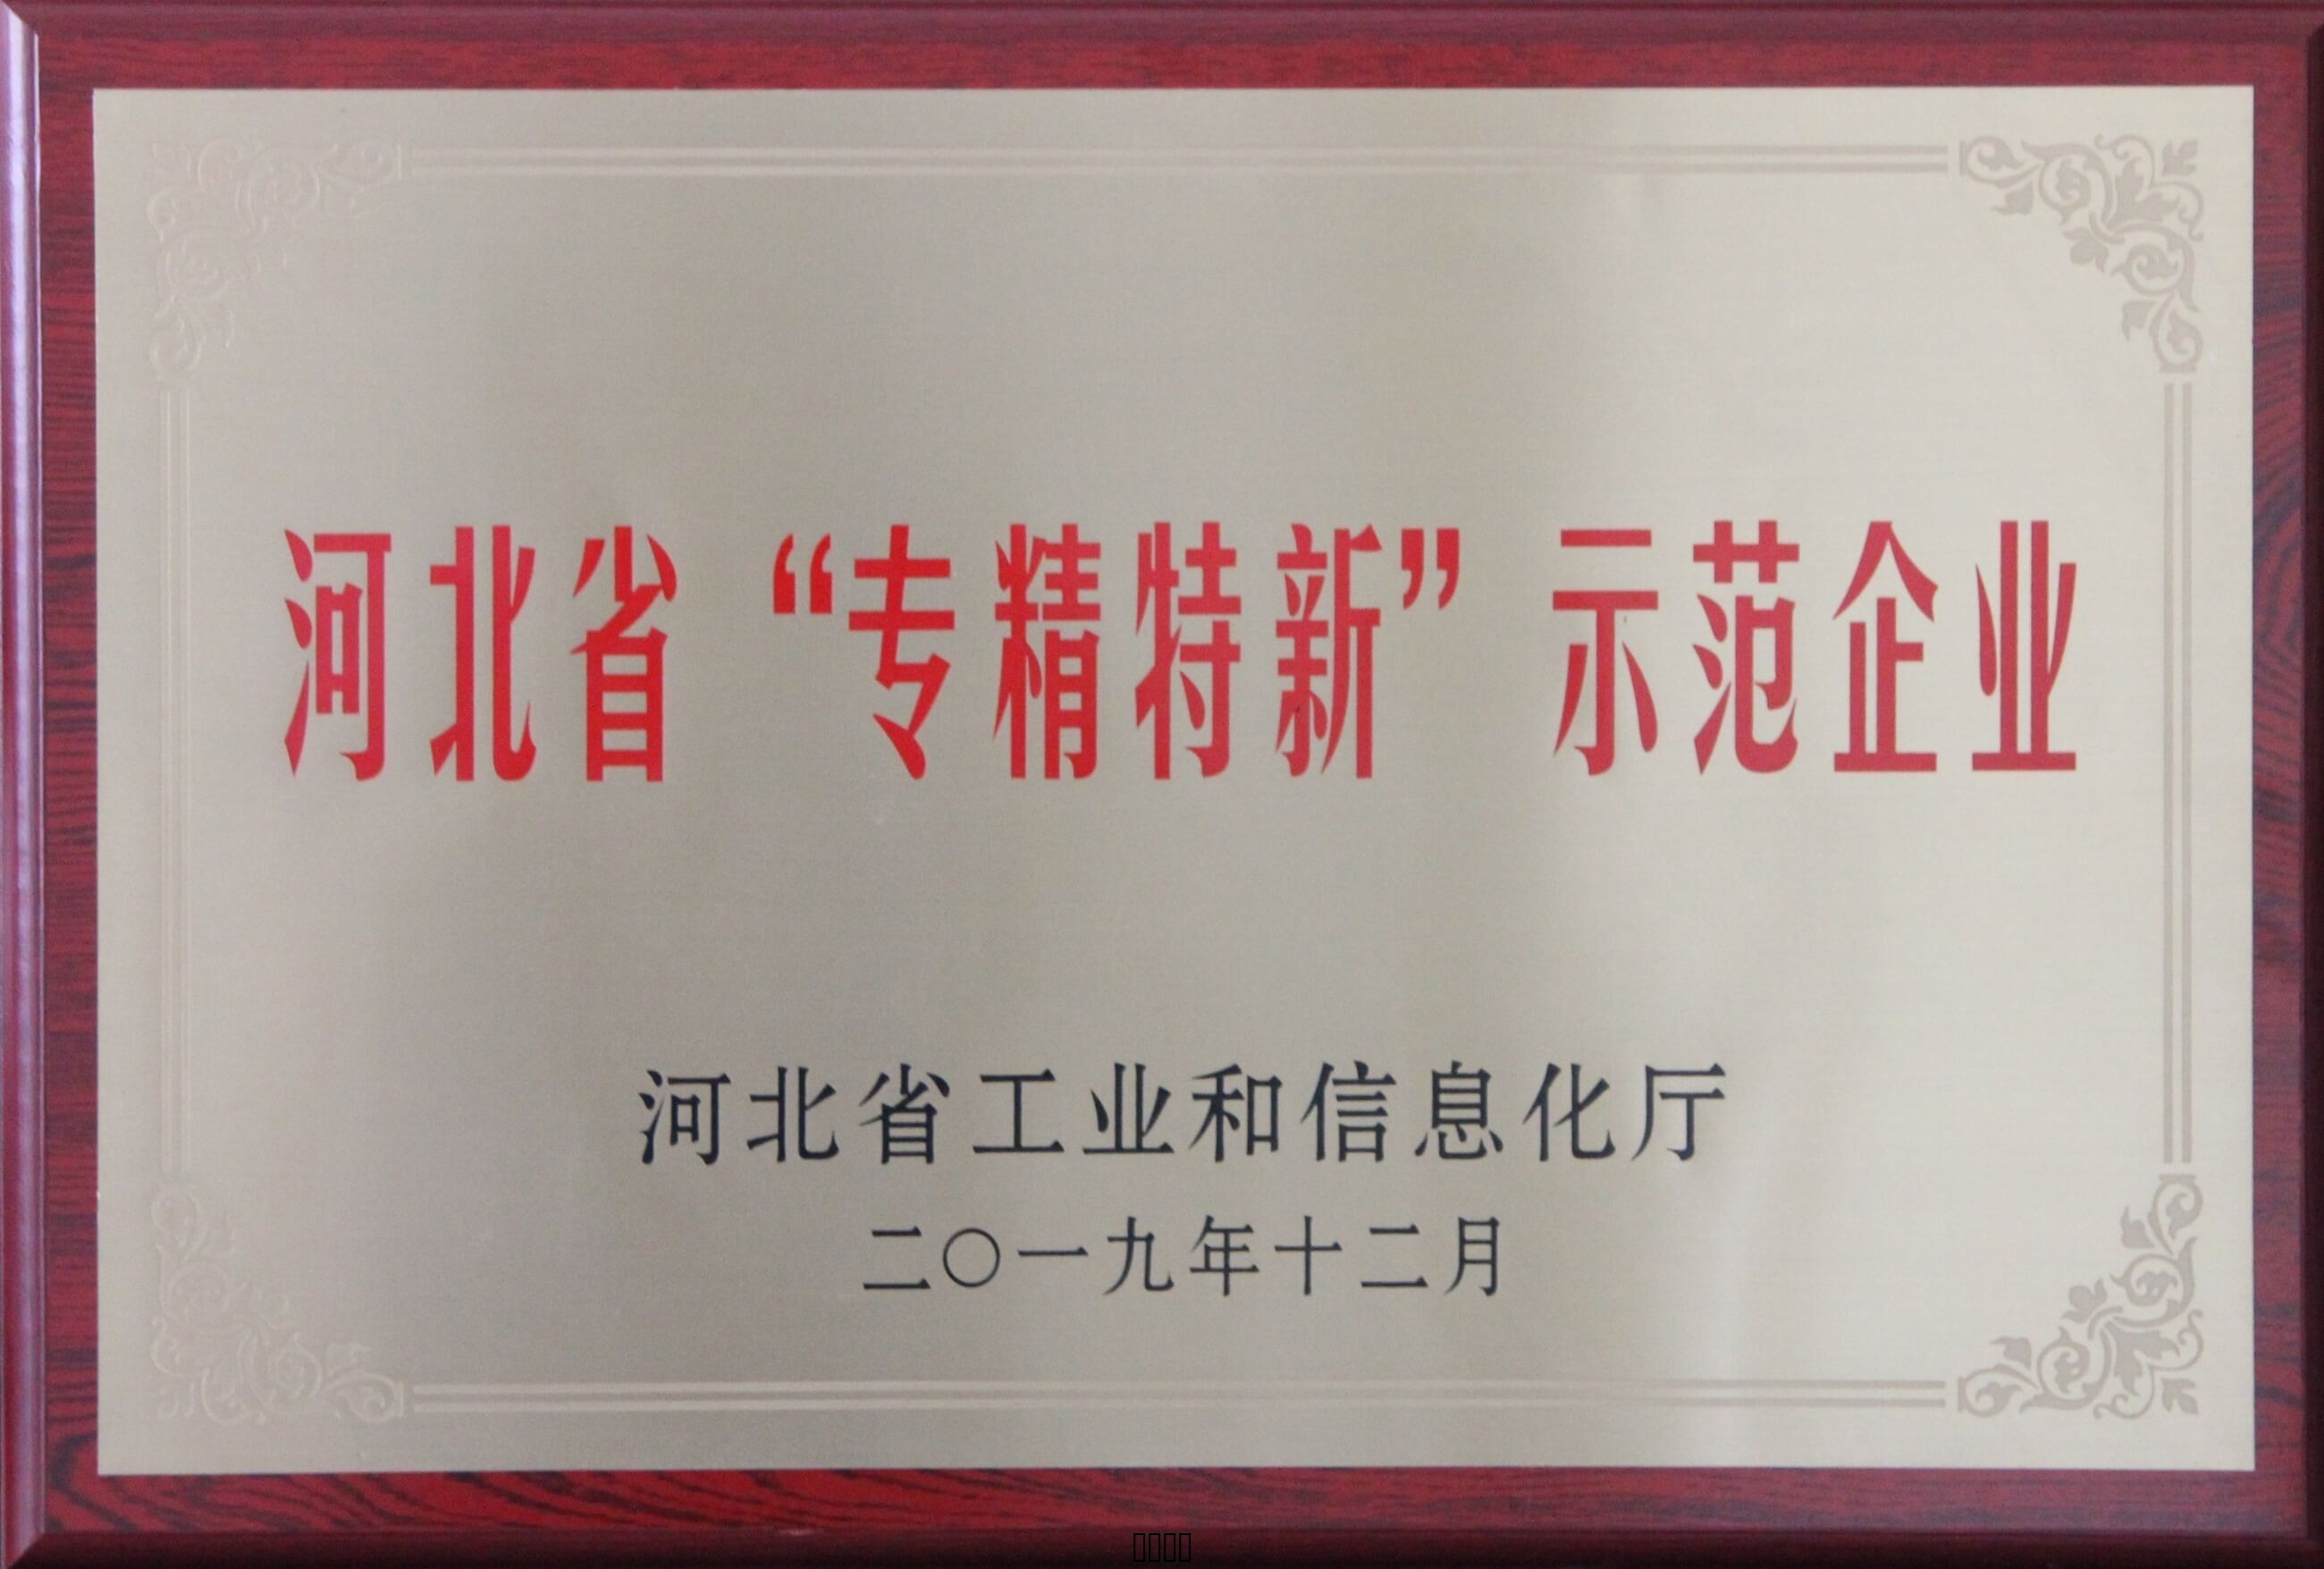 河北省“专精特新”示范企业
河北省工业和信息化厅
二〇一九年十二月